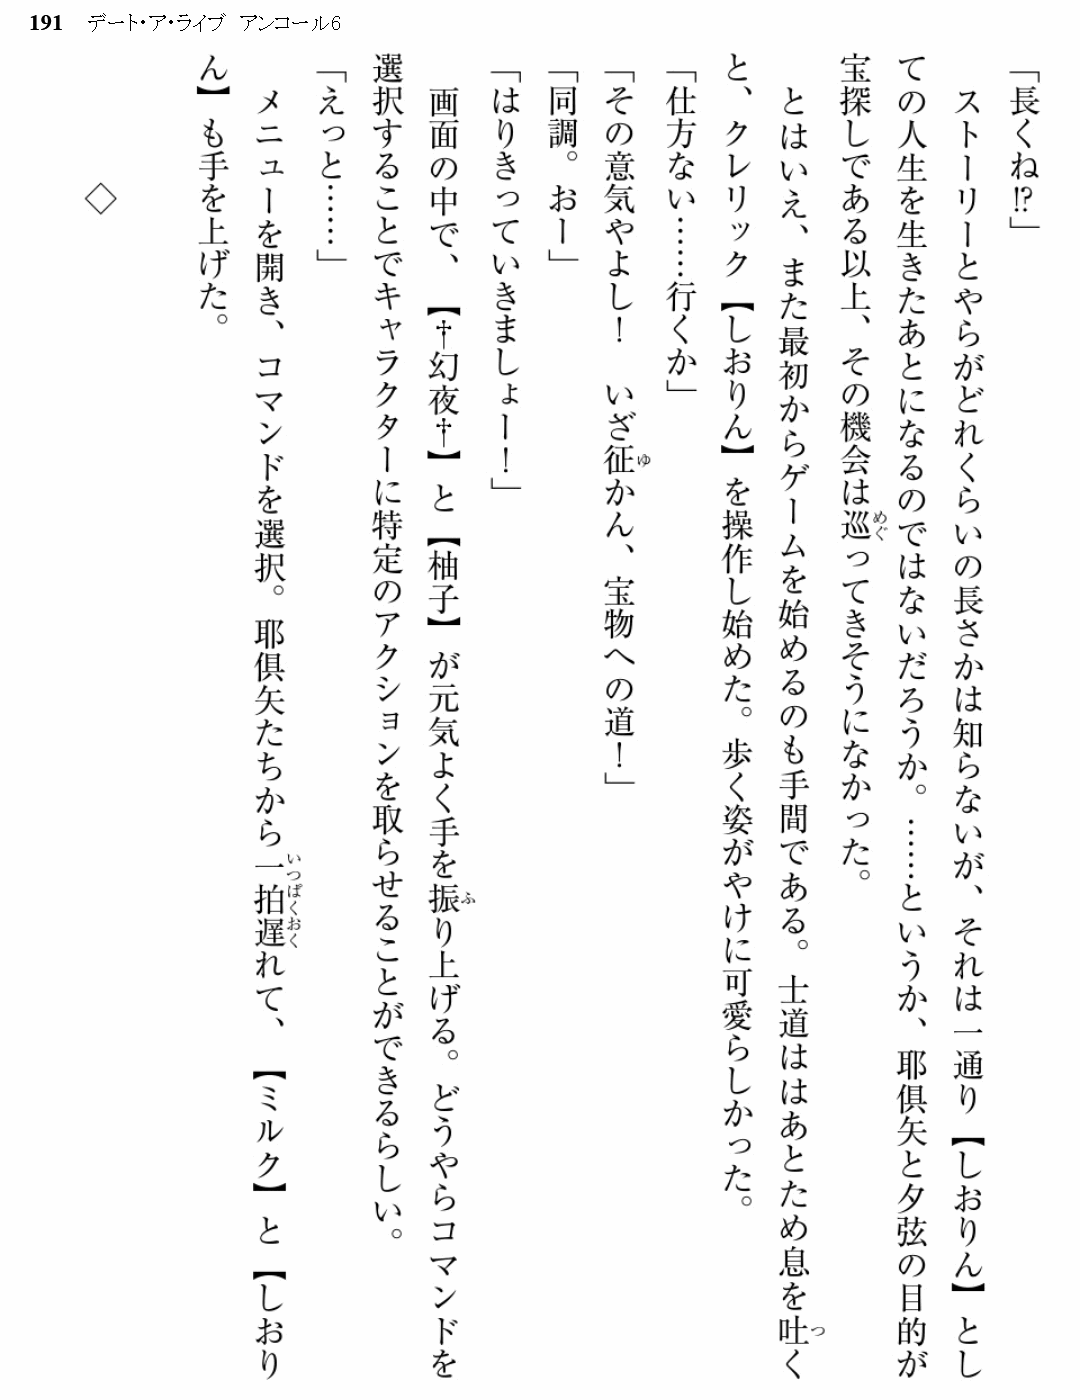 191 デート・ア・ライブ アンコール6
「長くね!?」
　ストーリーとやらがどれくらいの長さかは知らないが、それは一通り【しおりん】とし
ての人生を生きたあとになるのではないだろうか。……というか、耶倶矢と夕弦の目的が
宝探しである以上、その機会は巡ってきそうになかった。
　とはいえ、また最初からゲームを始めるのも手間である。士道ははあとため息を吐く
と、クレリック【しおりん】を操作し始めた。歩く姿がやけに可愛らしかった。
「仕方ない……行くか」
「その意気やよし！　いざ征かん、宝物への道！」
「同調。おー」
「はりきっていきましょー！」
　画面の中で、【†幻夜†】と【柚子】が元気よく手を振り上げる。どうやらコマンドを
選択することでキャラクターに特定のアクションを取らせることができるらしい。
「えっと……」
　メニューを開き、コマンドを選択。耶倶矢たちから一拍遅れて、【ミルク】と【しおり
ん】も手を上げた。
◇